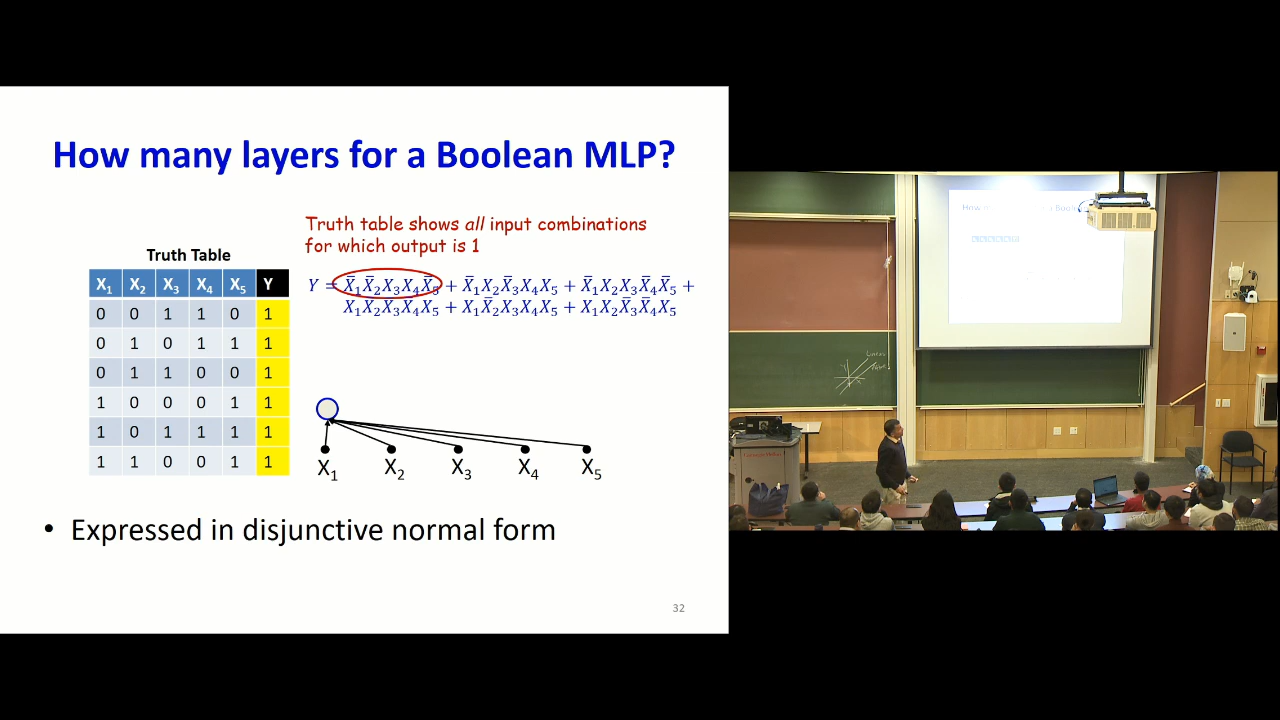 How many layers for a Boolean MLP?
Truth table shows all input combinations
for which output is 1
Truth Table
X₁ X₂ X₃ X₄ X₅ Y
0 0 1 1 0 1
0 1 0 1 1 1
0 1 1 0 0 1
1 0 0 0 1 1
1 0 1 1 1 1
1 1 0 0 1 1
Y = X̄₁X̄₂X₃X₄X̄₅ + X̄₁X₂X̄₃X₄X₅ + X̄₁X₂X₃X̄₄X̄₅ +
X₁X̄₂X̄₃X̄₄X₅ + X₁X̄₂X₃X₄X₅ + X₁X₂X̄₃X̄₄X₅
X₁ X₂ X₃ X₄ X₅
• Expressed in disjunctive normal form
32